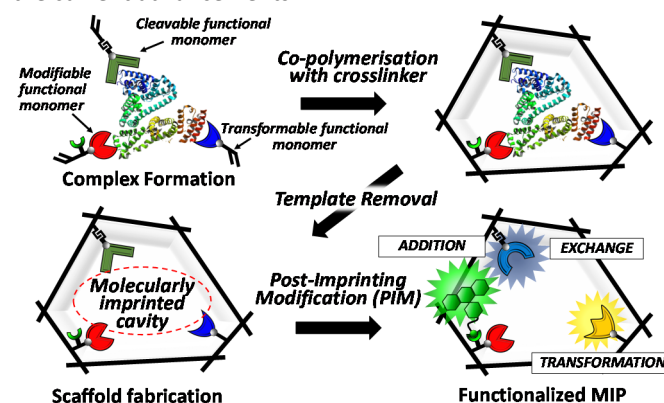 Cleavable functional
monomer
Modifiable
functional
monomer
Transformable functional
monomer
Complex Formation
Co-polymerisation
with crosslinker
Template Removal
Molecularly
imprinted
cavity
Scaffold fabrication
Post-Imprinting
Modification (PIM)
ADDITION
EXCHANGE
TRANSFORMATION
Functionalized MIP